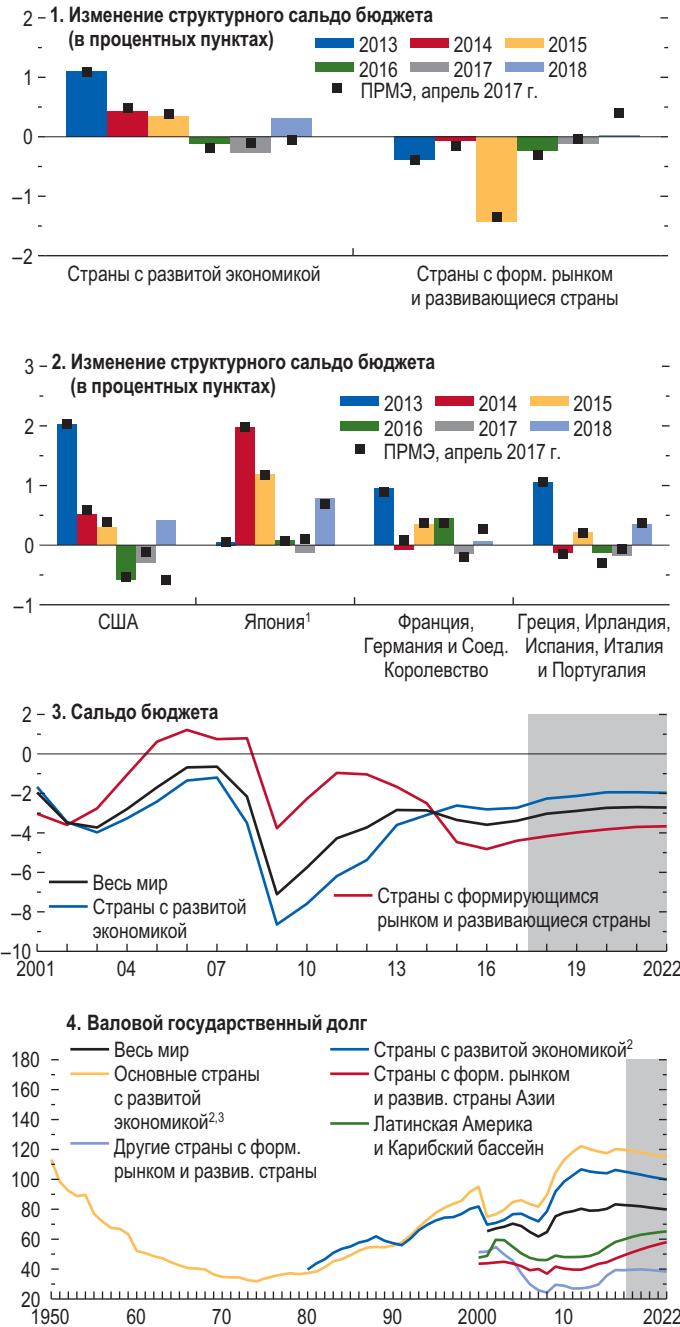 1. Изменение структурного сальдо бюджета
(в процентных пунктах)
2013 2014 2015
2016 2017 2018
ПРМЭ, апрель 2017 г.
2
1
0
–1
–2
Страны с развитой экономикой
Страны с форм. рынком
и развивающиеся страны
2. Изменение структурного сальдо бюджета
(в процентных пунктах)
2013 2014 2015
2016 2017 2018
ПРМЭ, апрель 2017 г.
3
2
1
0
–1
США
Япония1
Франция,
Германия и Соед.
Королевство
Греция, Ирландия,
Испания, Италия
и Португалия
3. Сальдо бюджета
2
0
–2
–4
–6
–8
–10
Весь мир
Страны с развитой
экономикой
Страны с формирующимся
рынком и развивающиеся страны
2001 04 07 10 13 16 19 2022
4. Валовой государственный долг
Весь мир
Основные страны
с развитой
экономикой2,3
Другие страны с форм.
рынком и развив. страны
Страны с развитой экономикой2
Страны с форм. рынком
и развив. страны Азии
Латинская Америка
и Карибский бассейн
180
160
140
120
100
80
60
40
20
1950 60 70 80 90 2000 10 2022